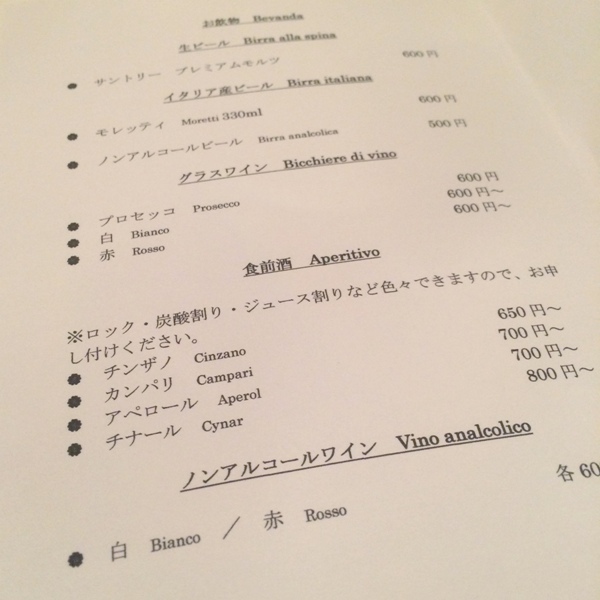 お飲物 Bevanda
生ビール Birra alla spina
サントリー プレミアムモルツ 600円
イタリア産ビール Birra italiana
モレッティ Moretti 330ml 600円
ノンアルコールビール Birra analcolica 500円
グラスワイン Bicchiere di vino
プロセッコ Prosecco 600円
白 Bianco 600円～
赤 Rosso 600円～
食前酒 Aperitivo
※ロック・炭酸割り・ジュース割りなど色々できますので、お申
し付けください。
チンザノ Cinzano 650円～
カンパリ Campari 700円～
アペロール Aperol 700円～
チナール Cynar 800円～
ノンアルコールワイン Vino analcolico
各60
白 Bianco ／ 赤 Rosso